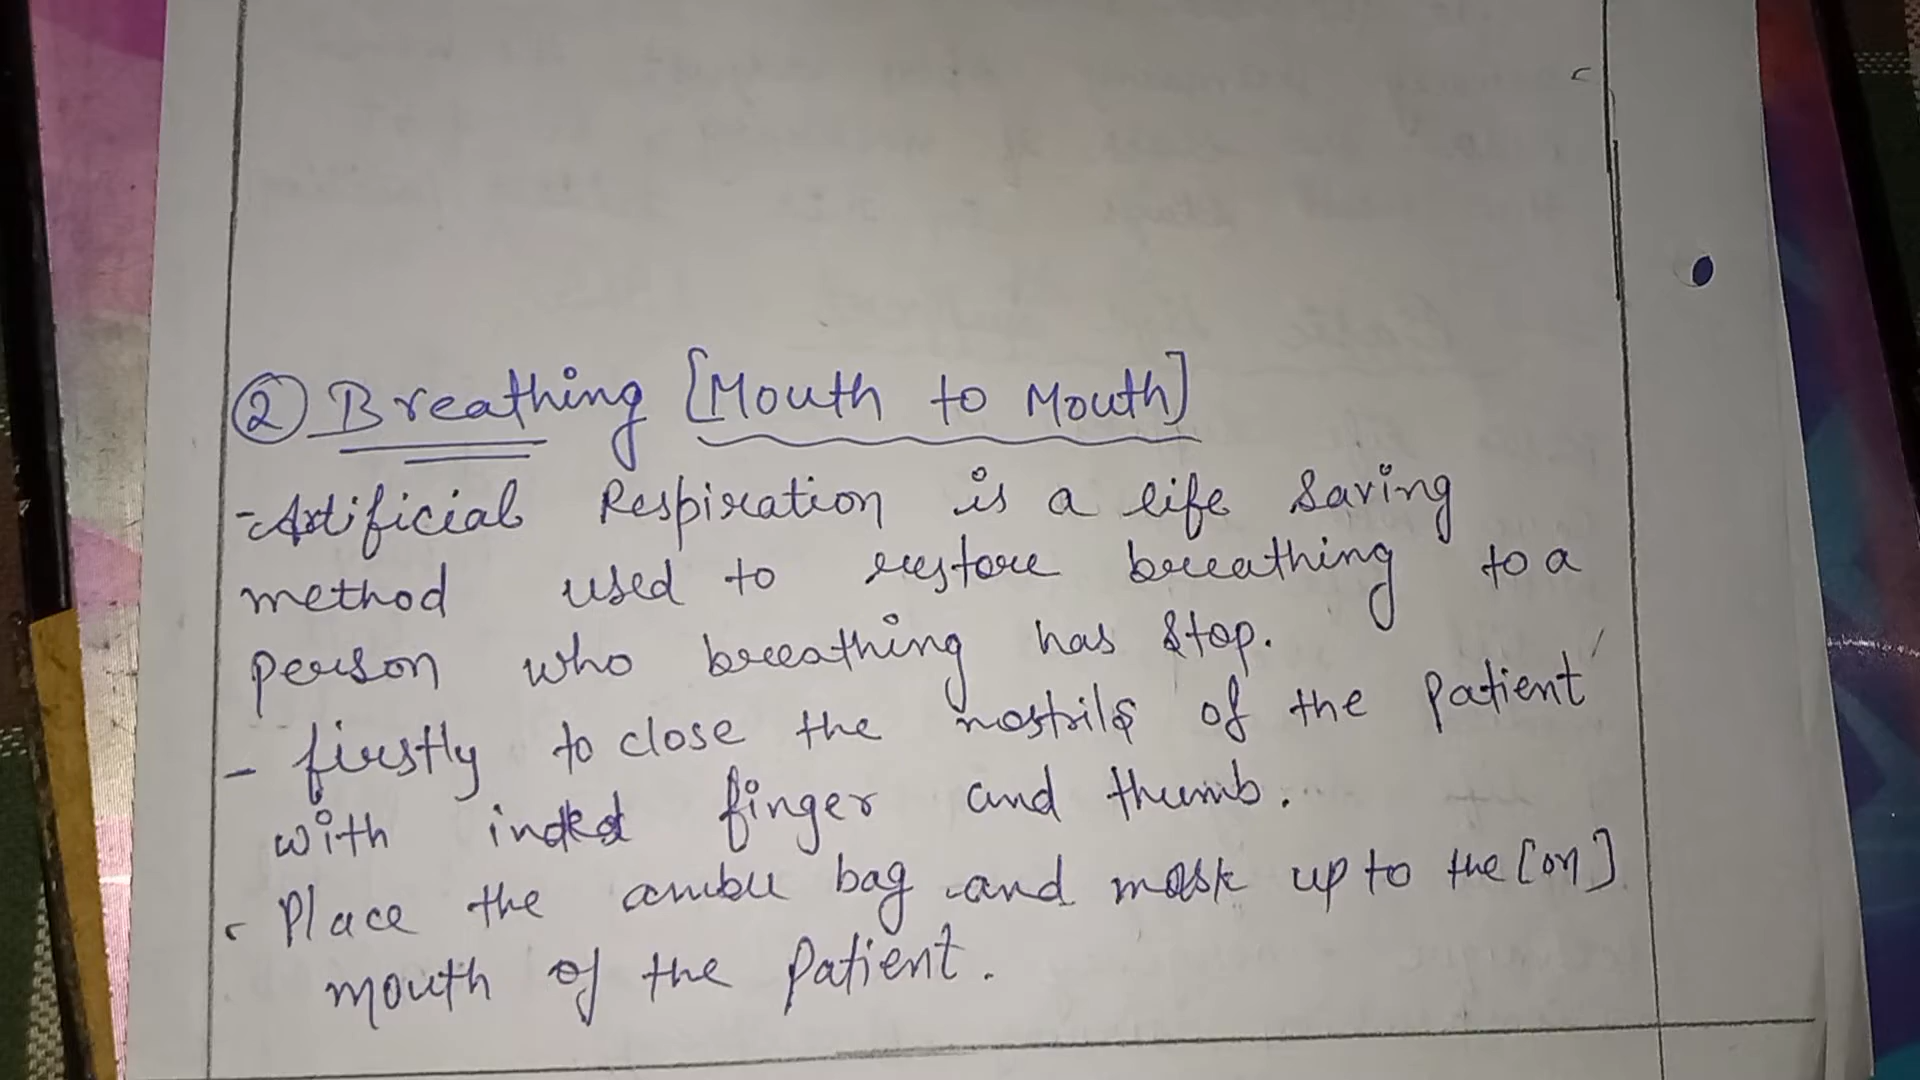 ② Breathing [Mouth to Mouth]
- Artificial Respiration is a life saving
method used to restore breathing to a
person who breathing has stop.
- firstly to close the nostrils of the patient
with finger and thumb.
- Place the ambu bag and mask up to the [on]
mouth of the patient.